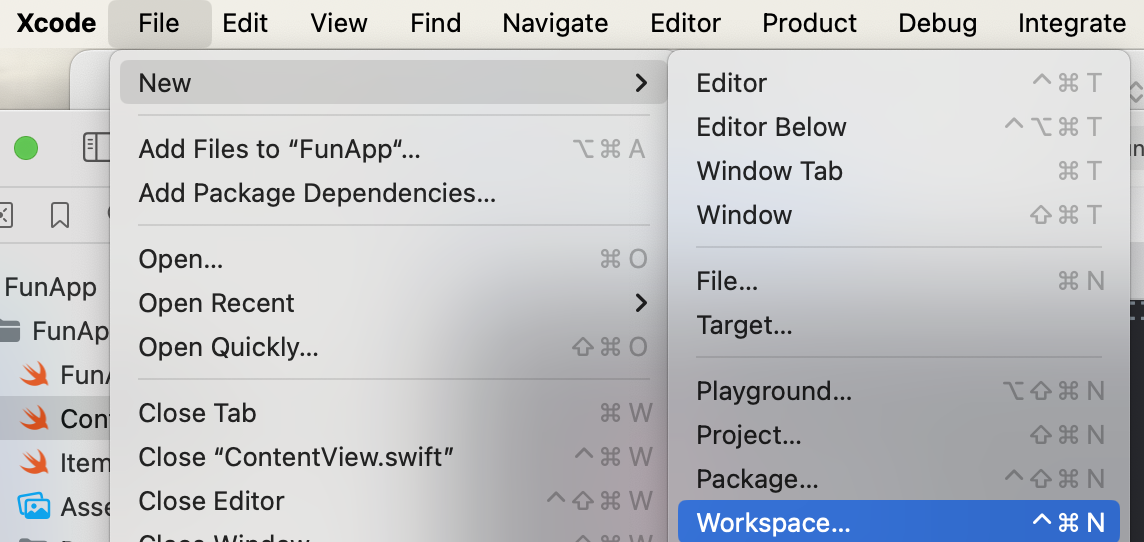 Xcode File Edit View Find Navigate Editor Product Debug Integrate
New
Add Files to “FunApp“... ⌥⌘ A
Add Package Dependencies...
Open... ⌘ O
Open Recent
Open Quickly... ⇧⌘ O
Close Tab ⌘ W
Close “ContentView.swift” ^⌘ W
Close Editor ^⇧⌘ W
Editor ^⌘ T
Editor Below ^⌥⌘ T
Window Tab ⌘ T
Window ⇧⌘ T
File... ⌘ N
Target...
Playground... ⌥⇧⌘ N
Project... ⇧⌘ N
Package... ^⇧⌘ N
Workspace... ^⌘ N
FunApp
FunAp
Fun
Con
Item
Asse